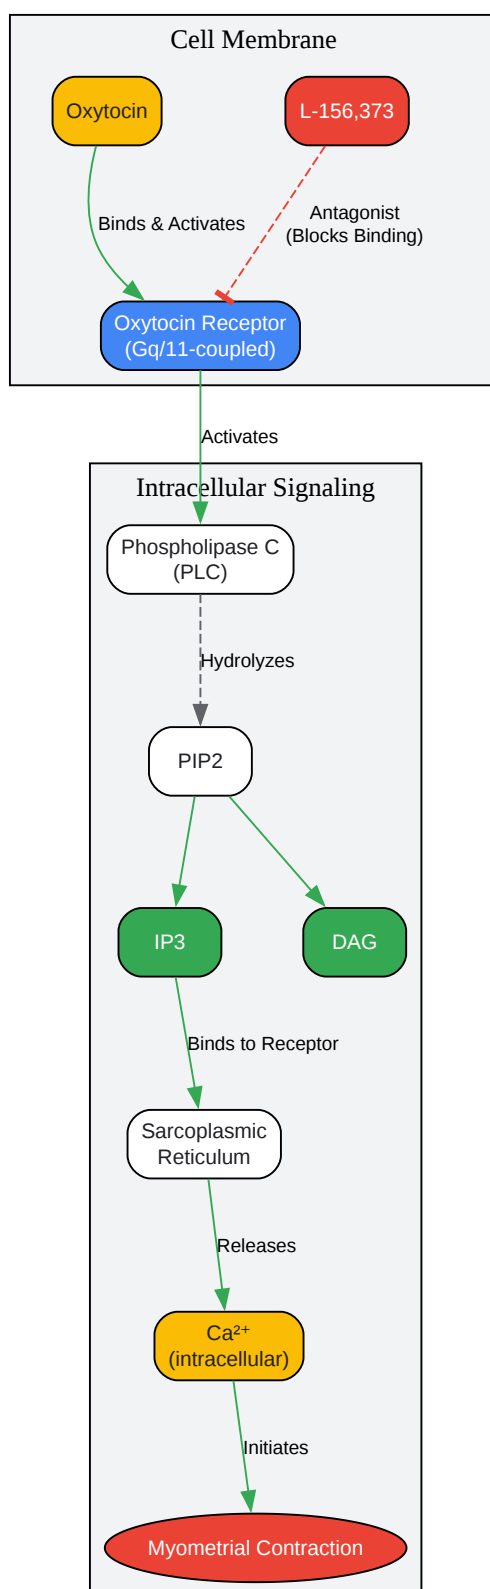 Cell Membrane
Oxytocin
L-156,373
Binds & Activates
Antagonist
(Blocks Binding)
Oxytocin Receptor
(Gq/11-coupled)
Activates
Intracellular Signaling
Phospholipase C
(PLC)
Hydrolyzes
PIP2
IP3
DAG
Binds to Receptor
Sarcoplasmic
Reticulum
Releases
Ca²⁺
(intracellular)
Initiates
Myometrial Contraction